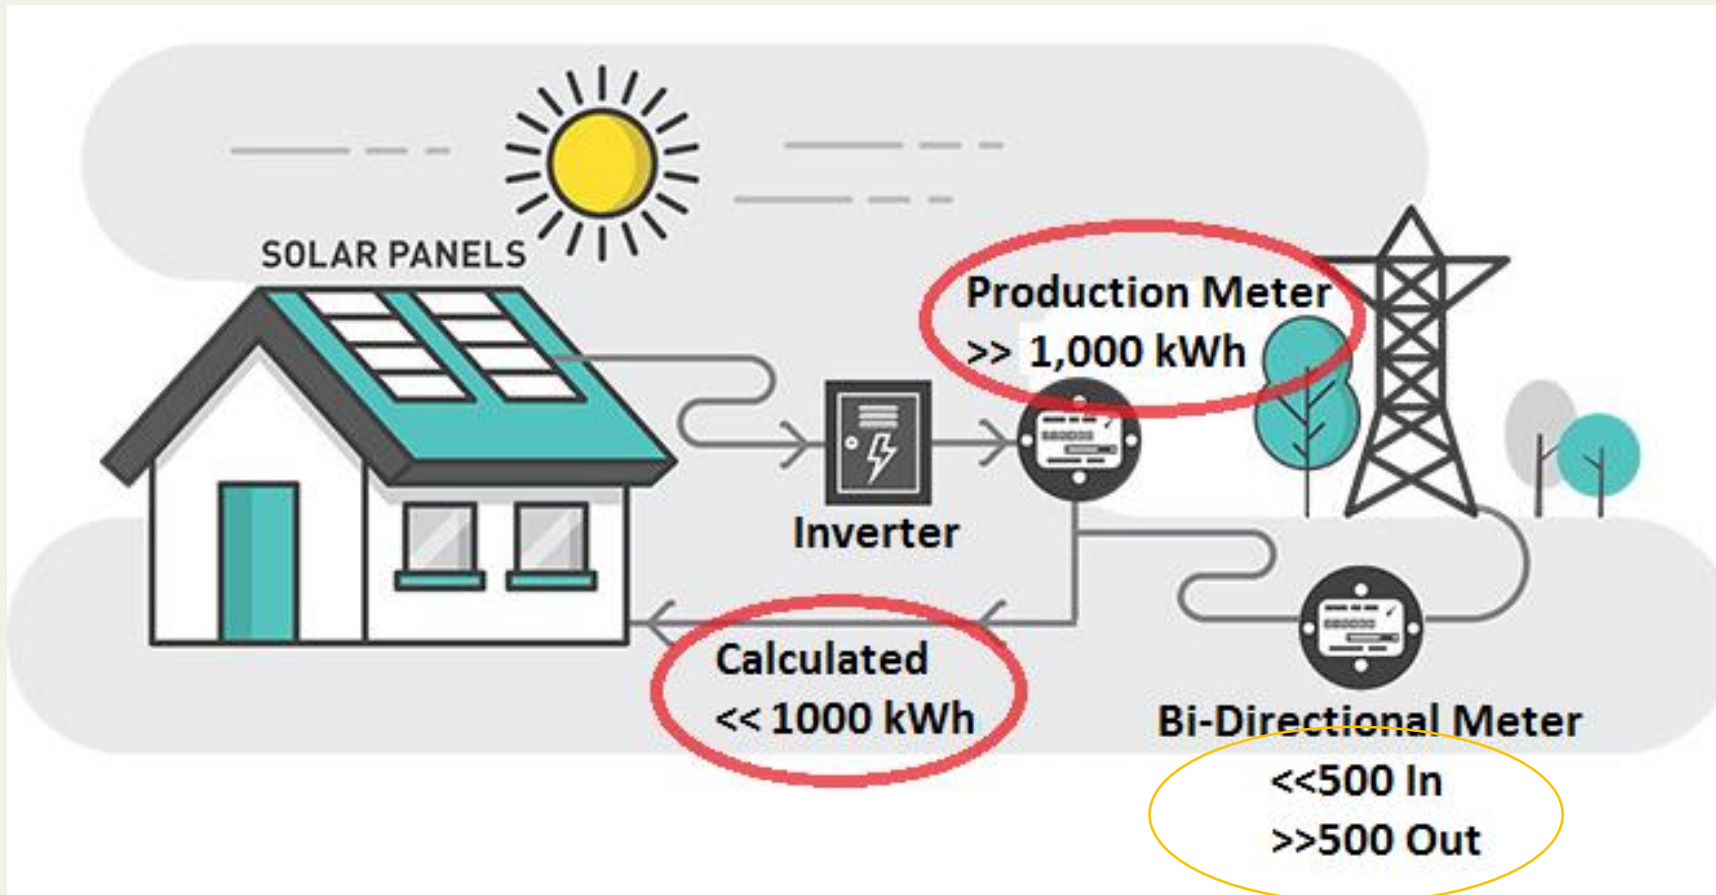 SOLAR PANELS
Production Meter
>> 1,000 kWh
Inverter
Calculated
<< 1000 kWh
Bi-Directional Meter
<<500 In
>>500 Out